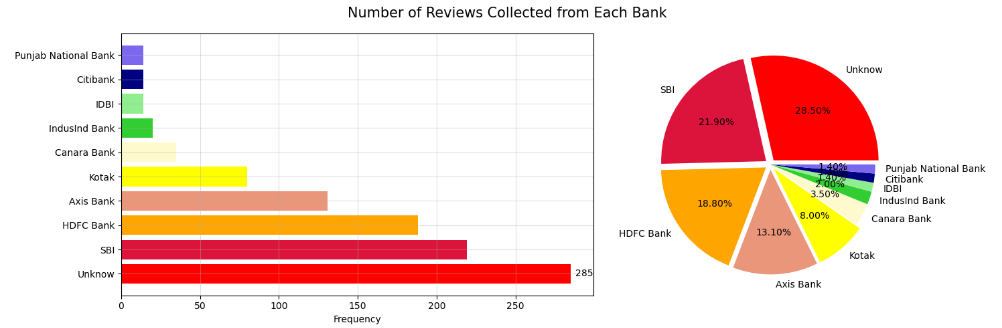 Number of Reviews Collected from Each Bank
Punjab National Bank
Citibank
IDBI
IndusInd Bank
Canara Bank
Kotak
Axis Bank
HDFC Bank
SBI
Unknow
285
0
50
100
150
200
250
Frequency
Unknow
28.50%
SBI
21.90%
HDFC Bank
18.80%
Axis Bank
13.10%
Kotak
8.00%
Canara Bank
3.50%
IndusInd Bank
2.00%
IDBI
1.40%
Citibank
Punjab National Bank
1.40%